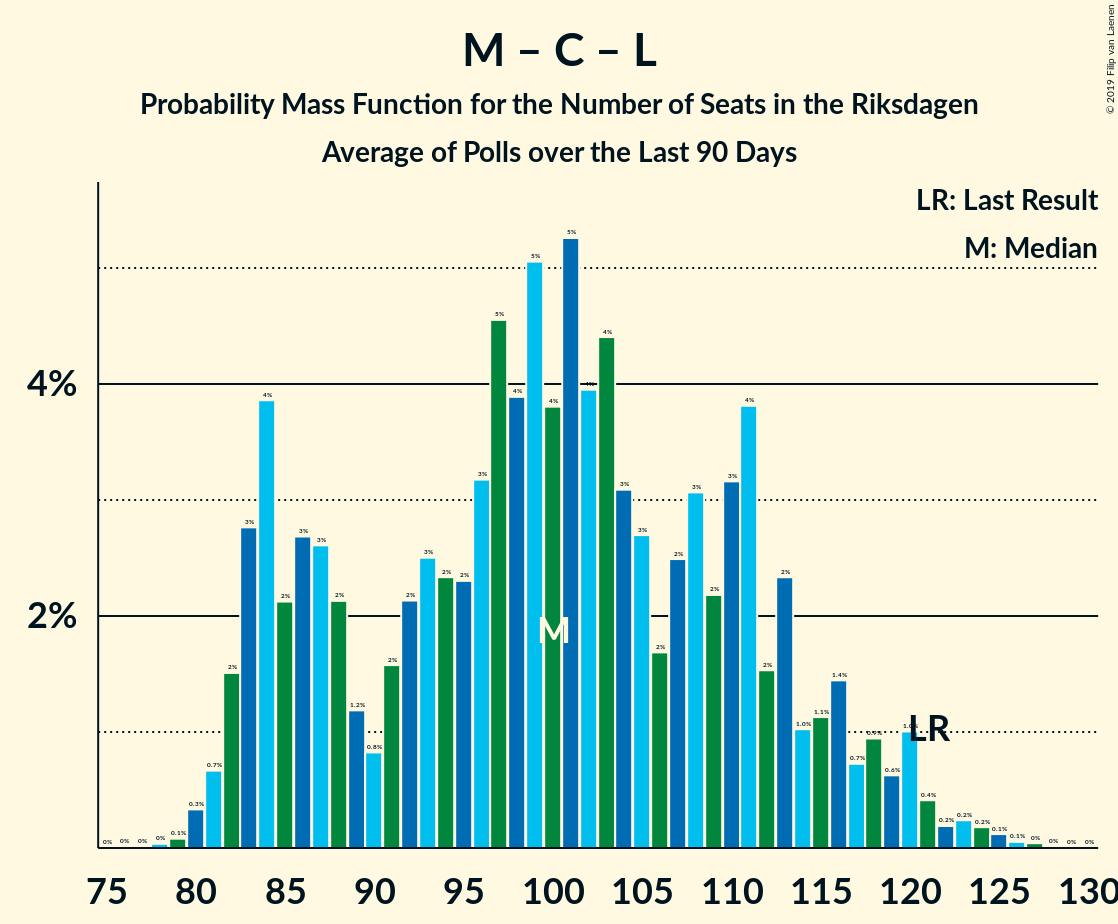 M – C – L
Probability Mass Function for the Number of Seats in the Riksdagen
Average of Polls over the Last 90 Days
© 2019 Filip van Laenen
LR: Last Result
M: Median
4%
2%
0% 0% 0% 0% 0.1% 0.3% 0.7% 2% 3% 4% 2% 3% 3% 2% 1.2% 0.8% 2% 2% 3% 2% 2% 3% 5% 4% 5% 4% 5% 4% 4% 3% 3% 2% 2% 3% 2% 3% 4% 2% 2% 1.0% 1.1% 1.4% 0.7% 0.9% 0.6% 1.0% 0.4% 0.2% 0.2% 0.2% 0.1% 0.1% 0% 0% 0% 0%
M
LR
75 80 85 90 95 100 105 110 115 120 125 130